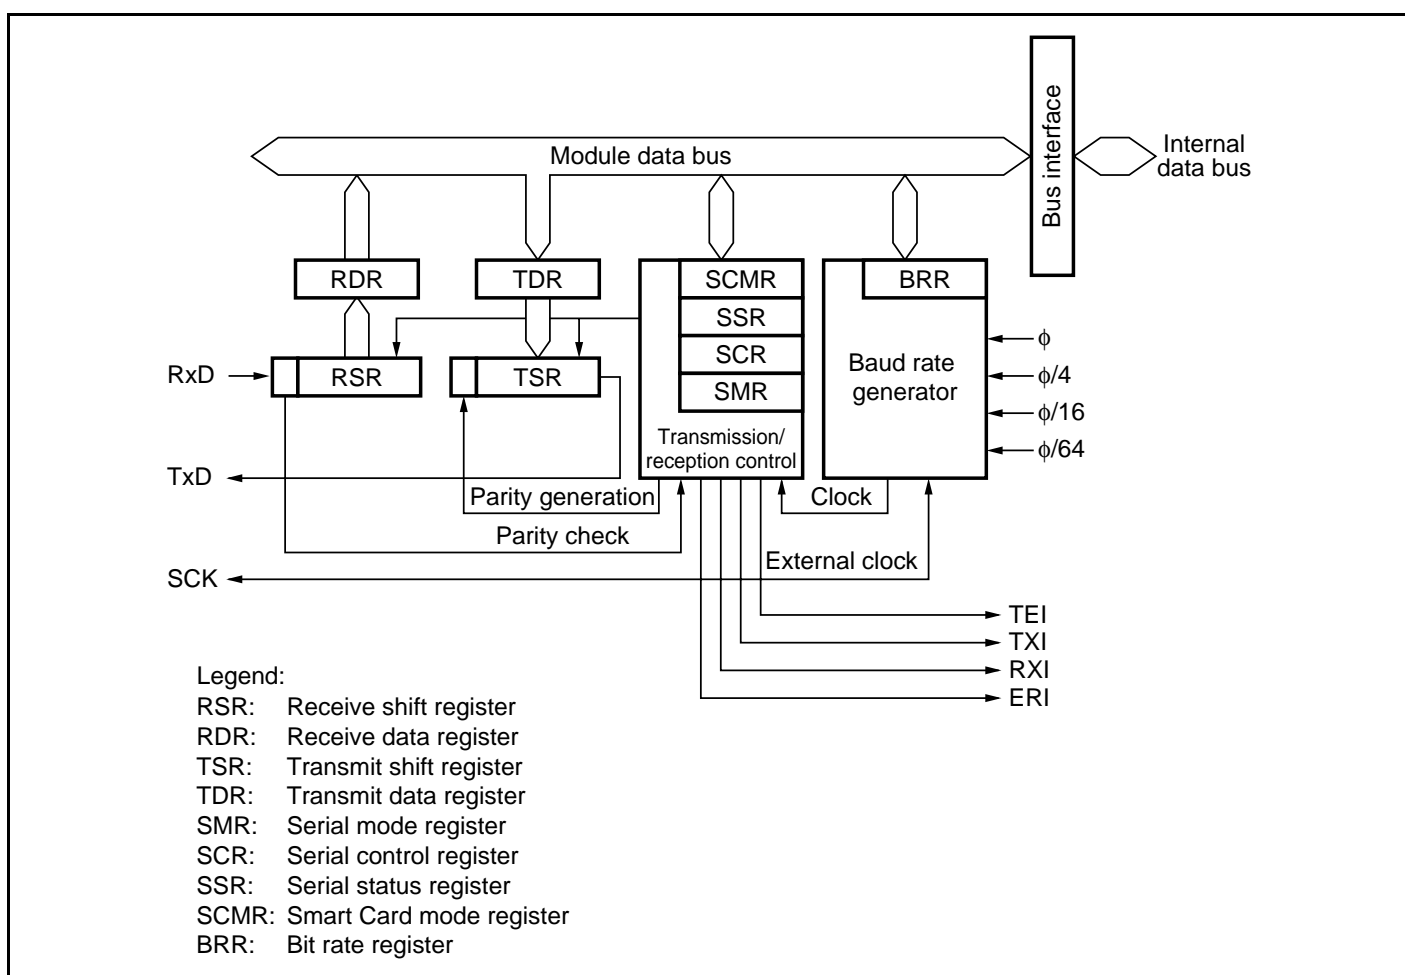 Bus interface
Module data bus
Internal
data bus
RDR
TDR
SCMR
BRR
SSR
SCR
SMR
RxD
RSR
TSR
Baud rate
generator
ϕ
ϕ/4
ϕ/16
ϕ/64
Transmission/
reception control
TxD
Parity generation
Clock
Parity check
External clock
SCK
TEI
TXI
RXI
ERI
Legend:
RSR: Receive shift register
RDR: Receive data register
TSR: Transmit shift register
TDR: Transmit data register
SMR: Serial mode register
SCR: Serial control register
SSR: Serial status register
SCMR: Smart Card mode register
BRR: Bit rate register